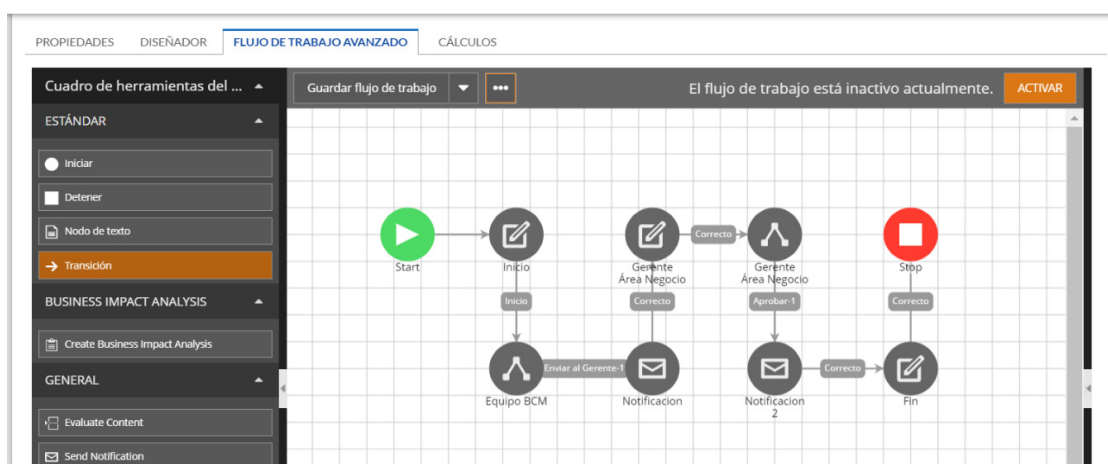 PROPIEDADES DISEÑADOR FLUJO DE TRABAJO AVANZADO CÁLCULOS
Cuadro de herramientas del ...
Guardar flujo de trabajo
El flujo de trabajo está inactivo actualmente.
ACTIVAR
ESTÁNDAR
Iniciar
Detener
Nodo de texto
Transición
BUSINESS IMPACT ANALYSIS
Create Business Impact Analysis
GENERAL
Evaluate Content
Send Notification
Start
Inicio
Gerente
Área Negocio
Correcto
Gerente
Área Negocio
Stop
Inicio
Correcto
Aprobar-1
Correcto
Equipo BCM
Enviar al Gerente-1
Notificacion
Notificacion
2
Correcto
Fin